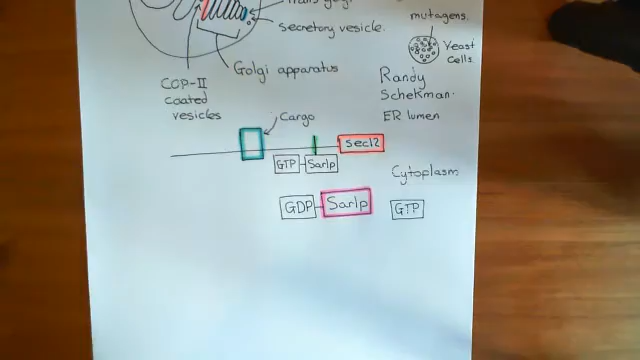 mutagens.
secretory vesicle.
Yeast
cells.
Golgi apparatus
COP-II
coated
vesicles
Randy
Schekman.
ER lumen
Cargo
Sec12
GTP
Sar1p
Cytoplasm
GDP
Sar1p
GTP